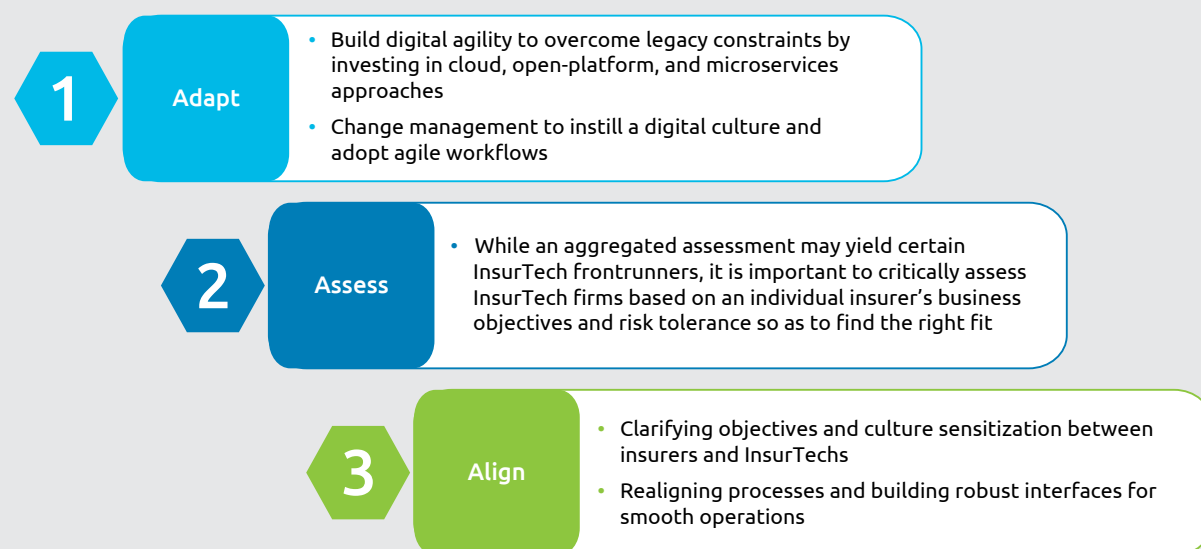 1
Adapt
• Build digital agility to overcome legacy constraints by
investing in cloud, open-platform, and microservices
approaches
• Change management to instill a digital culture and
adopt agile workflows
2
Assess
• While an aggregated assessment may yield certain
InsurTech frontrunners, it is important to critically assess
InsurTech firms based on an individual insurer’s business
objectives and risk tolerance so as to find the right fit
3
Align
• Clarifying objectives and culture sensitization between
insurers and InsurTechs
• Realigning processes and building robust interfaces for
smooth operations